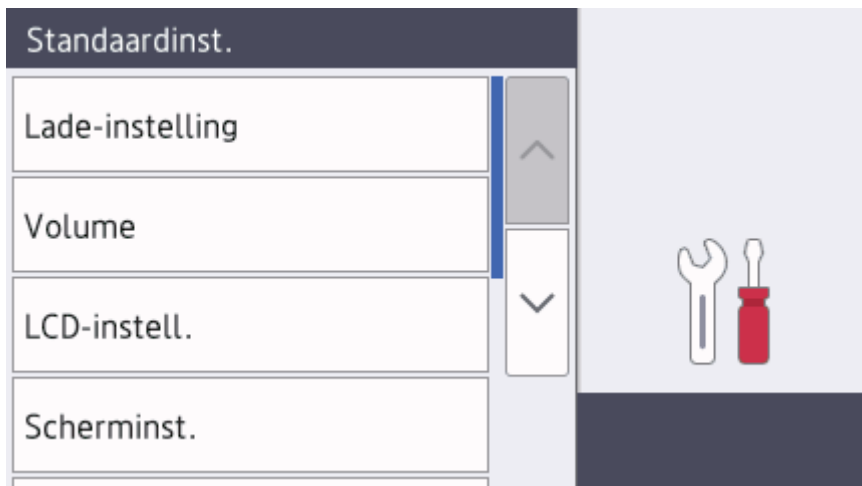 Standaardinst.
Lade-instelling
Volume
LCD-instell.
Scherminst.